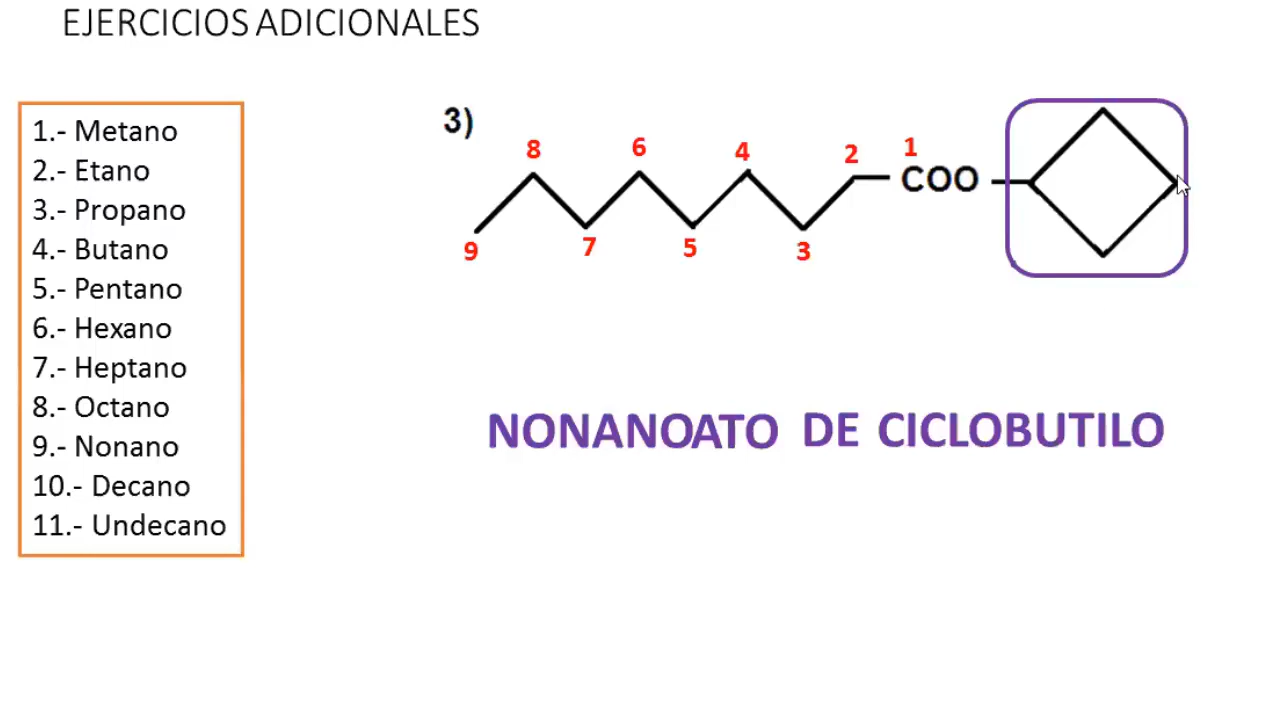 EJERCICIOS ADICIONALES
1.- Metano
2.- Etano
3.- Propano
4.- Butano
5.- Pentano
6.- Hexano
7.- Heptano
8.- Octano
9.- Nonano
10.- Decano
11.- Undecano
3)
8 6 4 2 1
COO
9 7 5 3
NONANOATO DE CICLOBUTILO